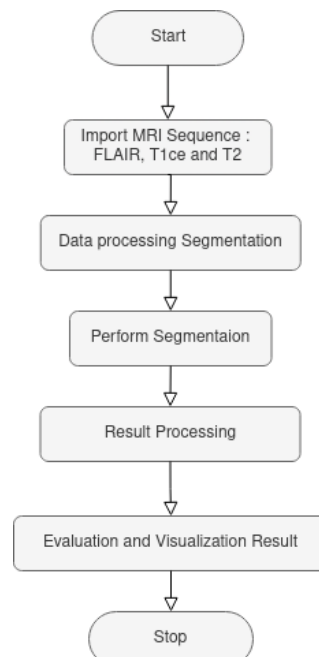 Start
Import MRI Sequence :
FLAIR, T1ce and T2
Data processing Segmentation
Perform Segmentaion
Result Processing
Evaluation and Visualization Result
Stop